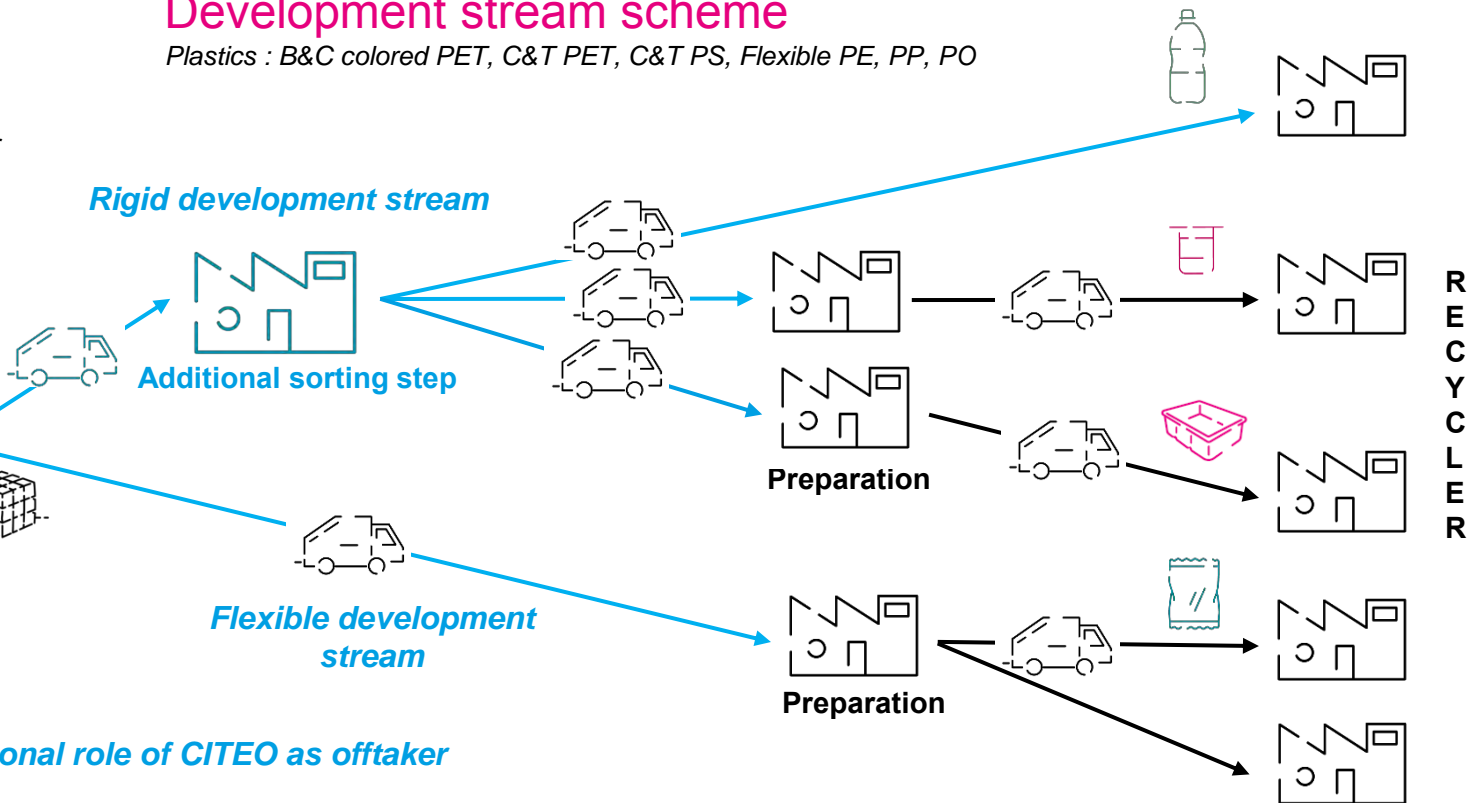 Development stream scheme
Plastics : B&C colored PET, C&T PET, C&T PS, Flexible PE, PP, PO
Rigid development stream
Additional sorting step
Preparation
RECYCLER
Flexible development
stream
Preparation
onal role of CITEO as offtaker